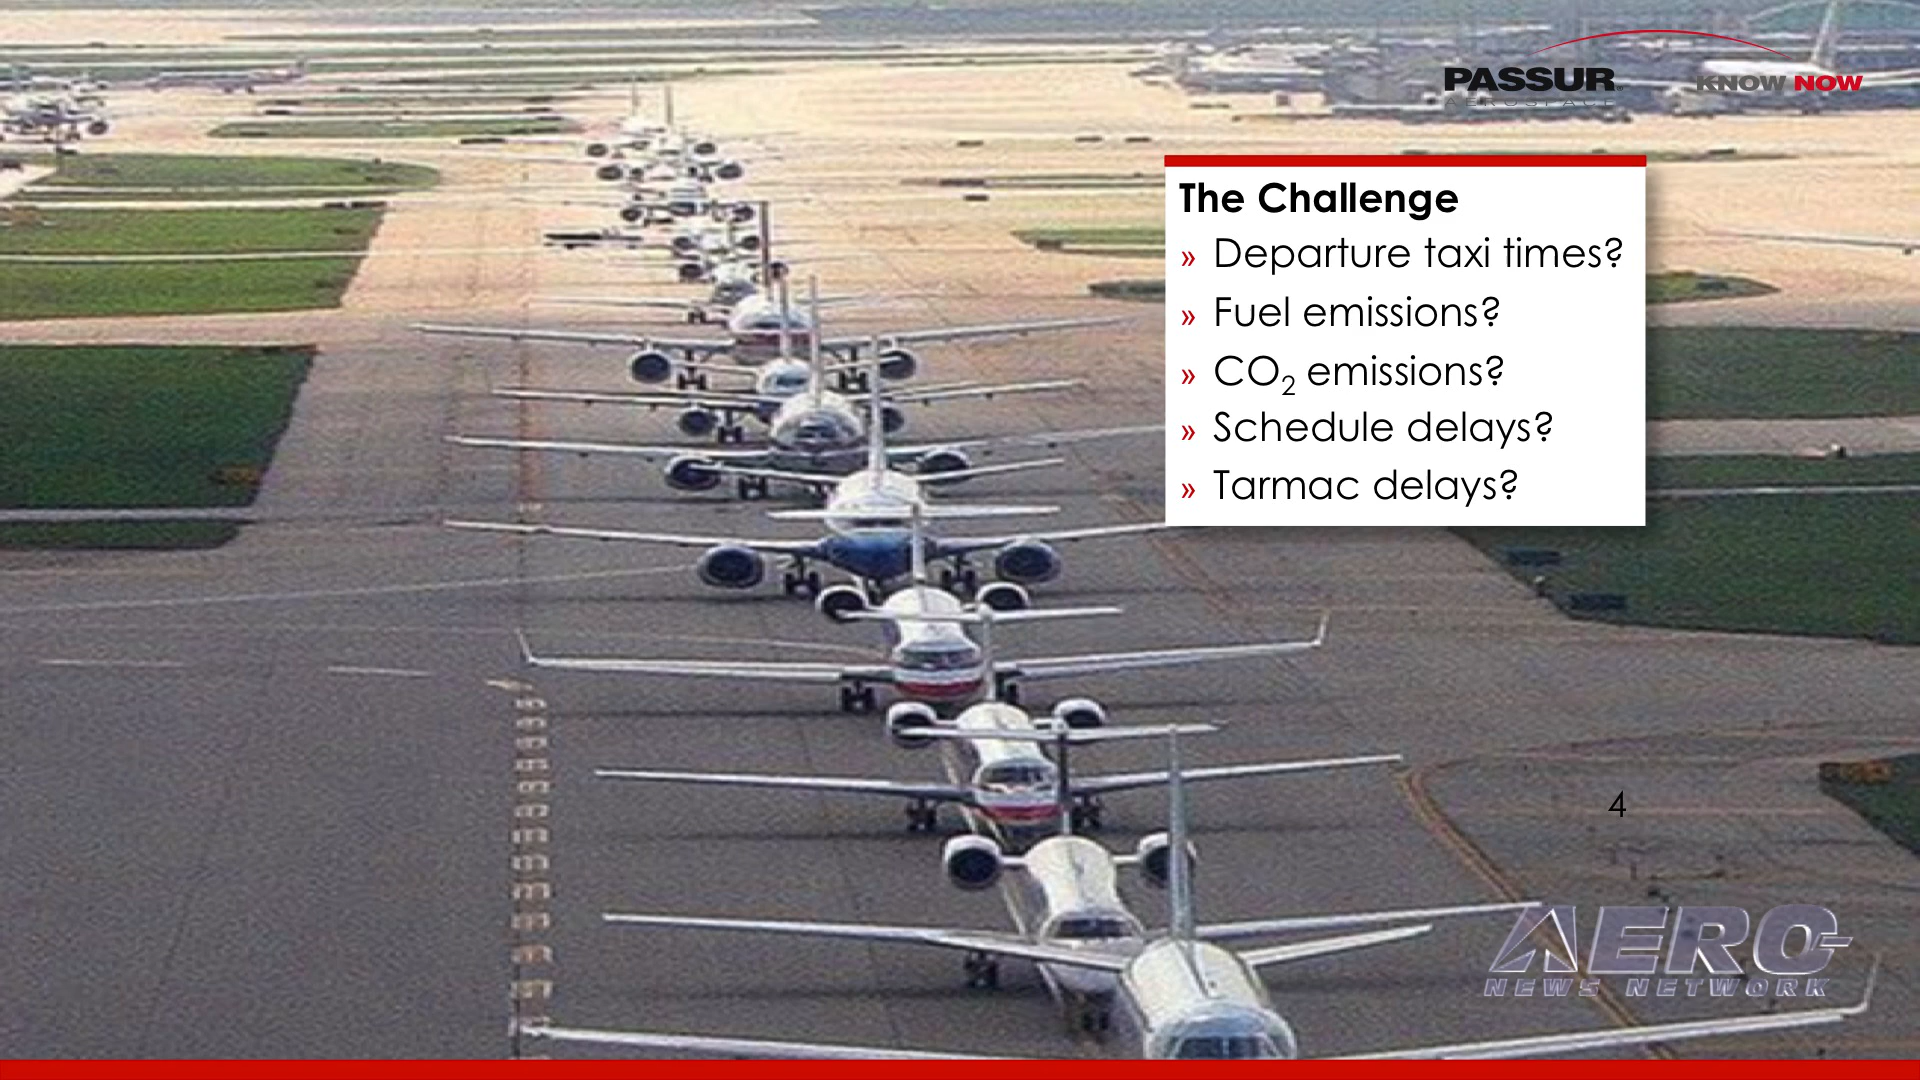 PASSUR
AEROSPACE
KNOW NOW
The Challenge
» Departure taxi times?
» Fuel emissions?
» CO₂ emissions?
» Schedule delays?
» Tarmac delays?
4
AERO-
NEWS NETWORK